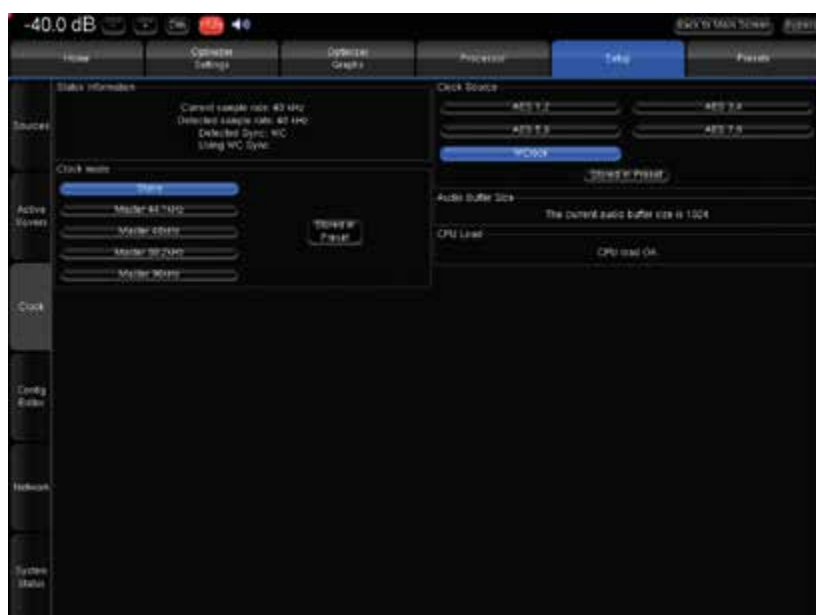 -40.0 dB - + Dim
Back to Main Screen Bypass
Home Optimizer Settings Optimizer Graphs Processor Setup Presets
Sources
Active Movers
Clock
Config Editor
Network
System Status
Status Information
Current sample rate: 48 kHz
Detected sample rate: 48 kHz
Detected Sync: WC
Using WC Sync
Clock mode
Slave
Master 44.1kHz
Master 48kHz
Master 88.2kHz
Master 96kHz
Stored in Preset
Clock Source
AES 1,2 AES 3,4
AES 5,6 AES 7,8
WClock
Stored in Preset
Audio Buffer Size
The current audio buffer size is 1024
CPU Load
CPU load OK